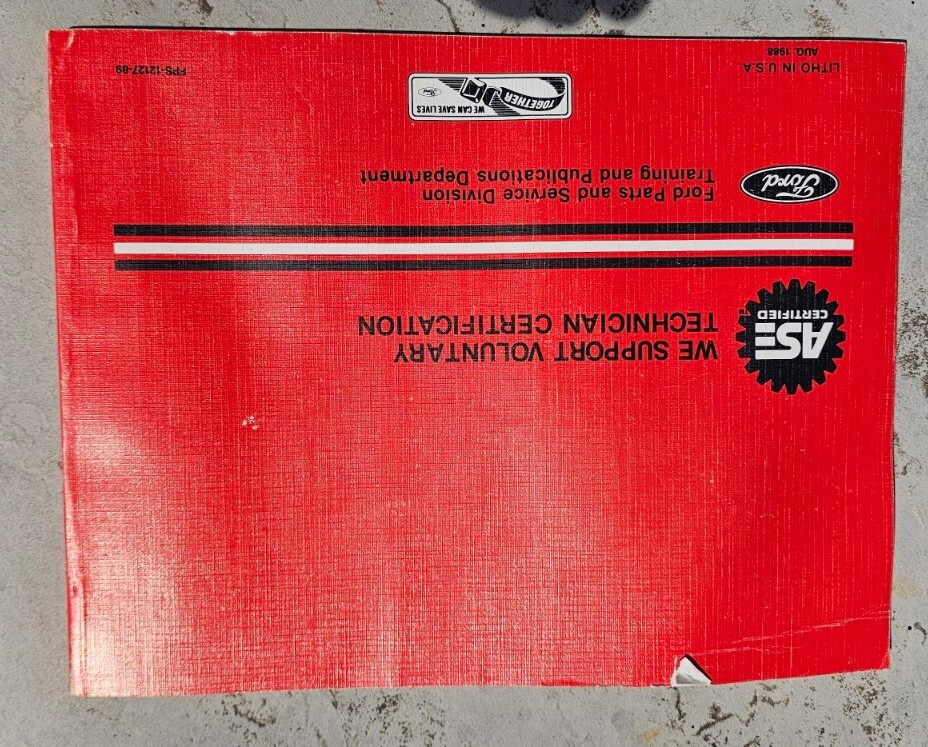 ASE
CERTIFIED
WE SUPPORT VOLUNTARY
TECHNICIAN CERTIFICATION
Ford
Ford Parts and Service Division
Training and Publications Department
TOGETHER
WE CAN SAVE LIVES
Ford
LITHO IN U.S.A.
AUG. 1988
FPS-12127-89